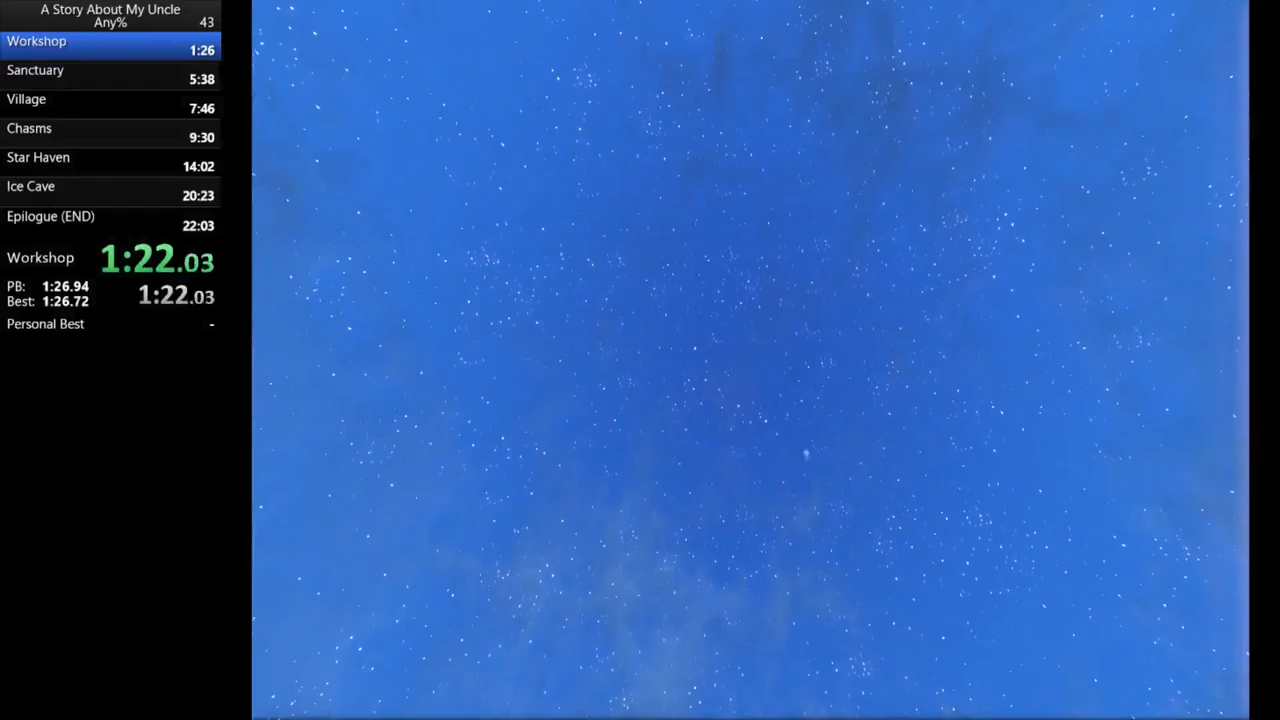 A Story About My Uncle
Any% 43
Workshop 1:26
Sanctuary 5:38
Village 7:46
Chasms 9:30
Star Haven 14:02
Ice Cave 20:23
Epilogue (END) 22:03
Workshop 1:22.03
PB: 1:26.94
Best: 1:26.72 1:22.03
Personal Best -